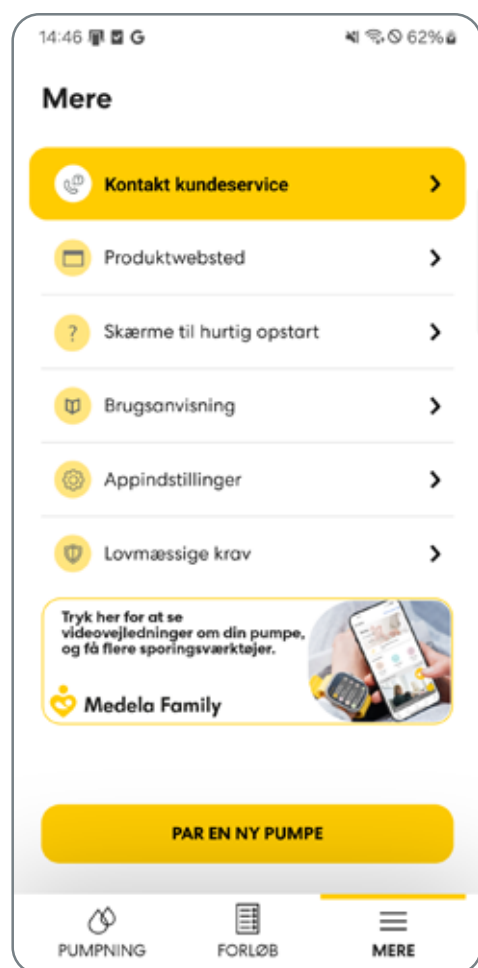 14:46 G 62%
Mere
Kontakt kundeservice
Produktwebsted
? Skærme til hurtig opstart
Brugsanvisning
Appindstillinger
Lovmæssige krav
Tryk her for at se
videovejledninger om din pumpe,
og få flere sporingsværktøjer.
Medela Family
PAR EN NY PUMPE
PUMPNING FORLØB MERE